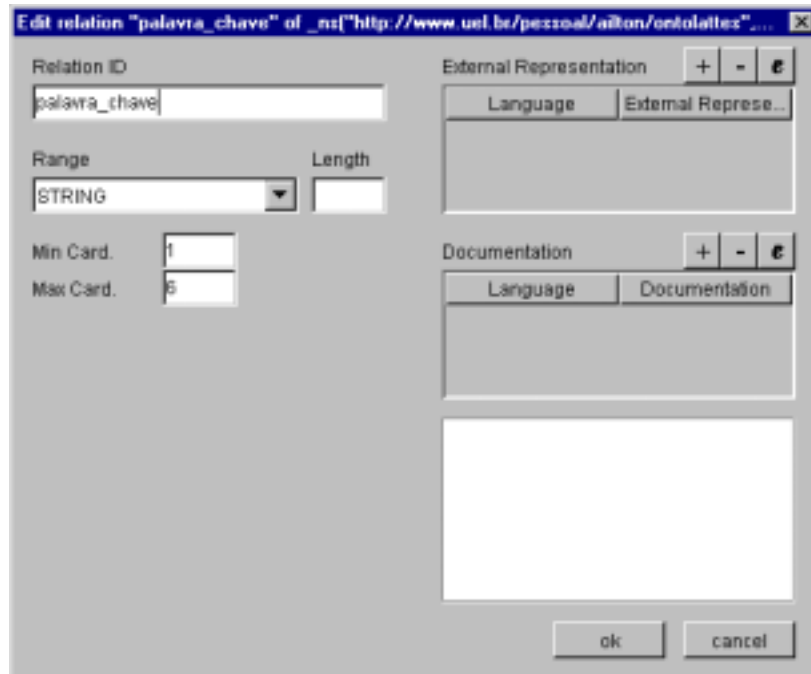 Edit relation "palavra_chave" of _ns("http://www.uel.br/pessoal/ailton/ontolattes",...
Relation ID
palavra_chave
Range
Length
STRING
Min Card.
1
Max Card.
6
External Representation
+ - e
Language
External Represe..
Documentation
+ - e
Language
Documentation
ok
cancel